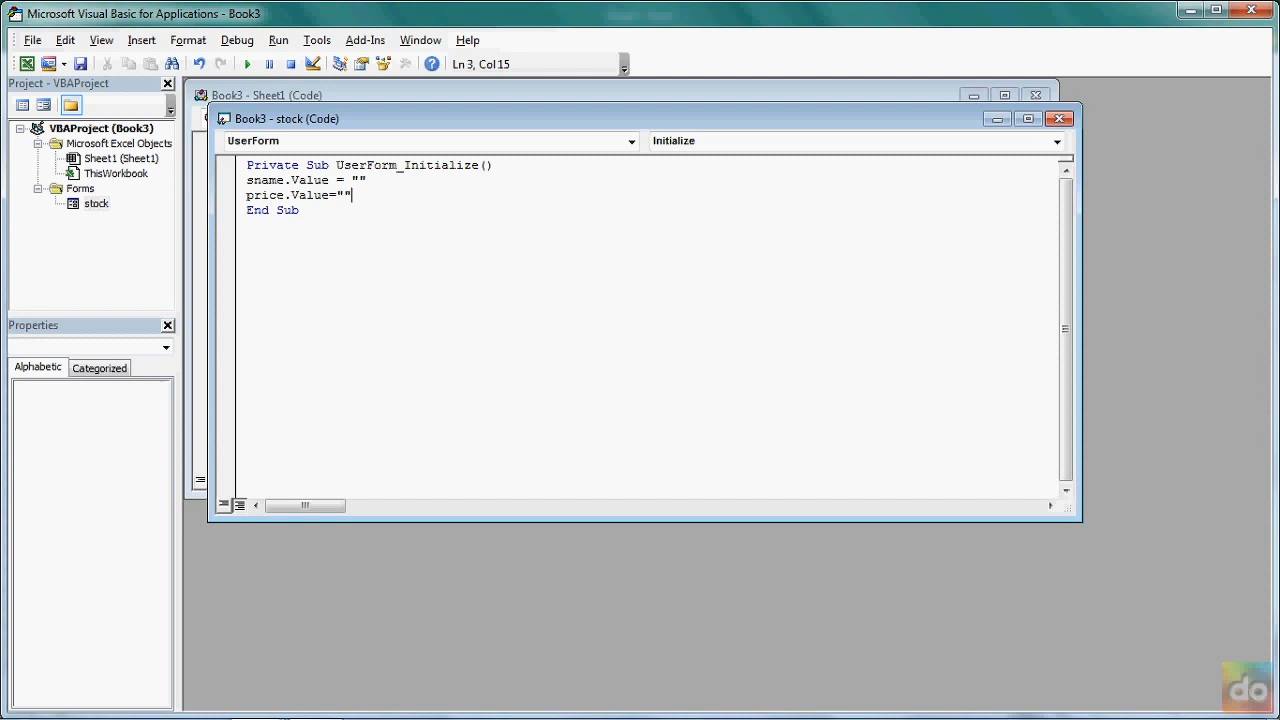 Microsoft Visual Basic for Applications - Book3
File Edit View Insert Format Debug Run Tools Add-Ins Window Help
Ln 3, Col 15
Project - VBAProject
VBAProject (Book3)
Microsoft Excel Objects
Sheet1 (Sheet1)
ThisWorkbook
Forms
stock
Properties
Alphabetic Categorized
Book3 - Sheet1 (Code)
Book3 - stock (Code)
UserForm Initialize
Private Sub UserForm_Initialize()
sname.Value = ""
price.Value=""
End Sub
do